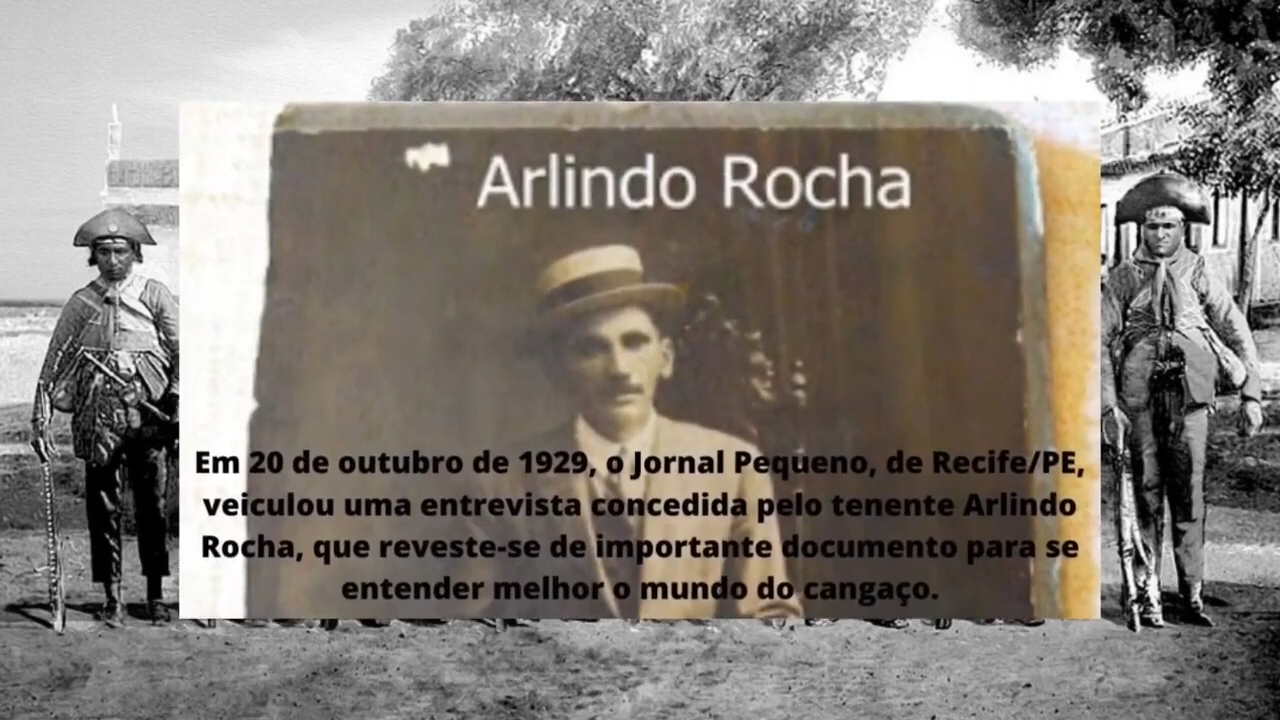 Arlindo Rocha
Em 20 de outubro de 1929, o Jornal Pequeno, de Recife/PE,
veiculou uma entrevista concedida pelo tenente Arlindo
Rocha, que reveste-se de importante documento para se
entender melhor o mundo do cangaço.